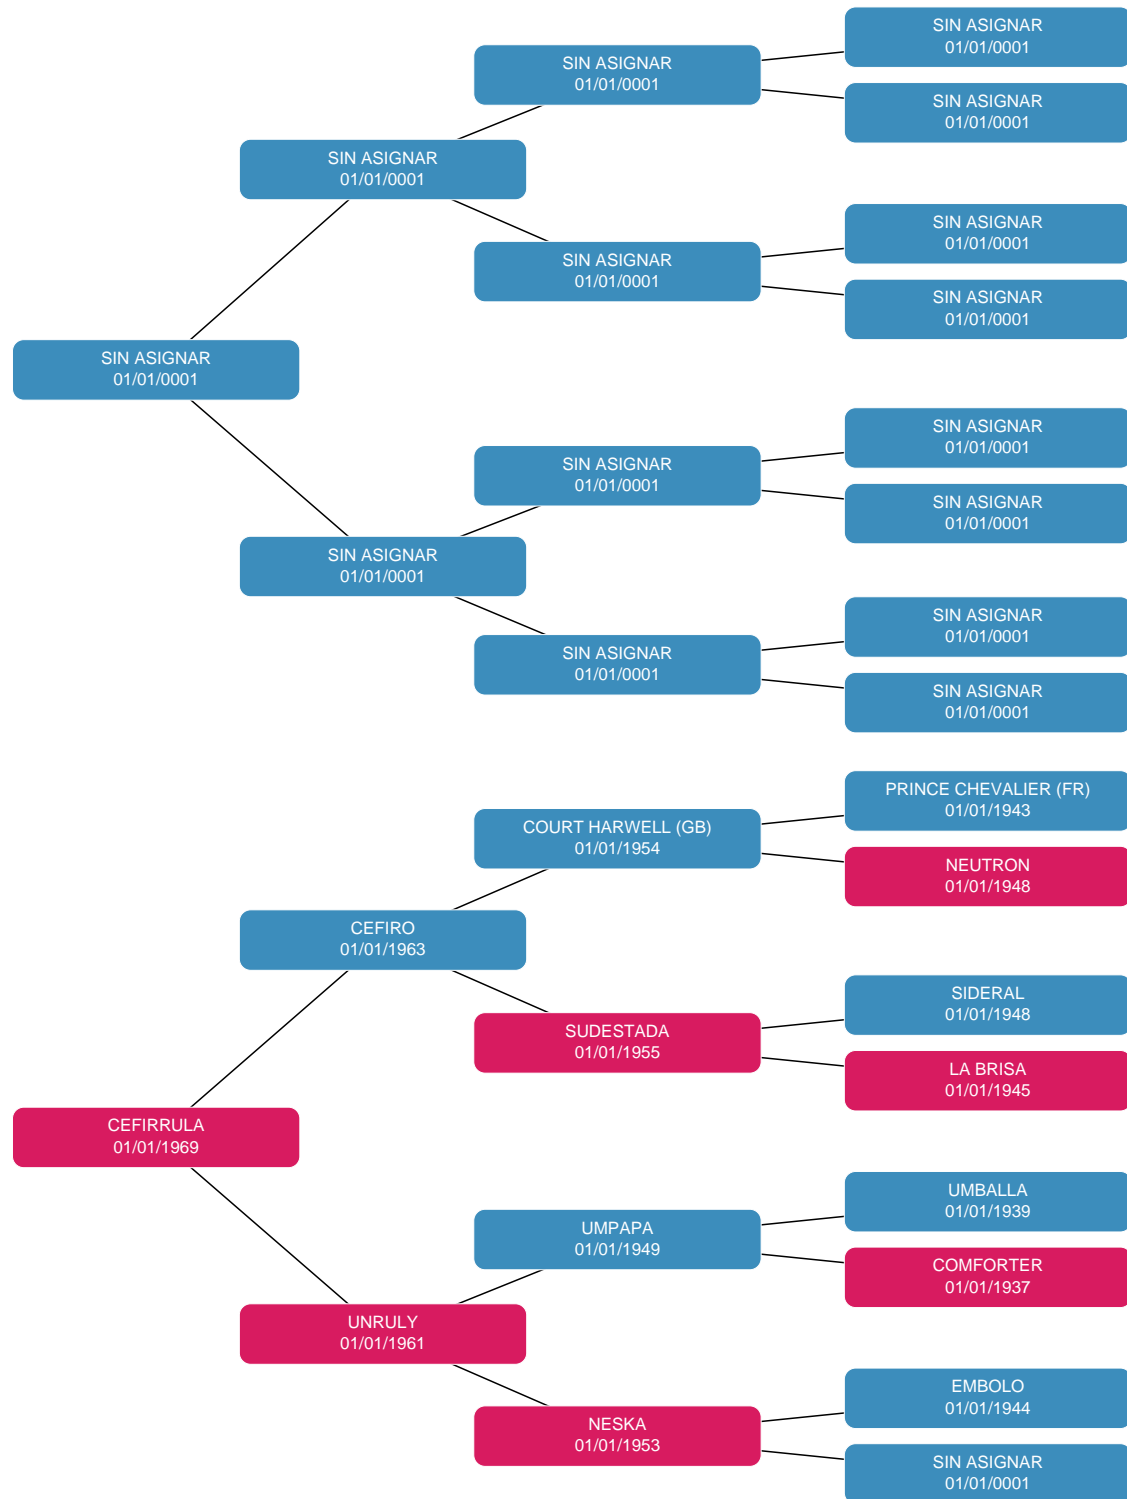 SIN ASIGNAR
01/01/0001
SIN ASIGNAR
01/01/0001
SIN ASIGNAR
01/01/0001
SIN ASIGNAR
01/01/0001
SIN ASIGNAR
01/01/0001
SIN ASIGNAR
01/01/0001
SIN ASIGNAR
01/01/0001
SIN ASIGNAR
01/01/0001
SIN ASIGNAR
01/01/0001
SIN ASIGNAR
01/01/0001
SIN ASIGNAR
01/01/0001
SIN ASIGNAR
01/01/0001
SIN ASIGNAR
01/01/0001
SIN ASIGNAR
01/01/0001
SIN ASIGNAR
01/01/0001
PRINCE CHEVALIER (FR)
01/01/1943
COURT HARWELL (GB)
01/01/1954
NEUTRON
01/01/1948
CEFIRO
01/01/1963
SIDERAL
01/01/1948
SUDESTADA
01/01/1955
LA BRISA
01/01/1945
CEFIRRULA
01/01/1969
UMBALLA
01/01/1939
UMPAPA
01/01/1949
COMFORTER
01/01/1937
UNRULY
01/01/1961
EMBOLO
01/01/1944
NESKA
01/01/1953
SIN ASIGNAR
01/01/0001